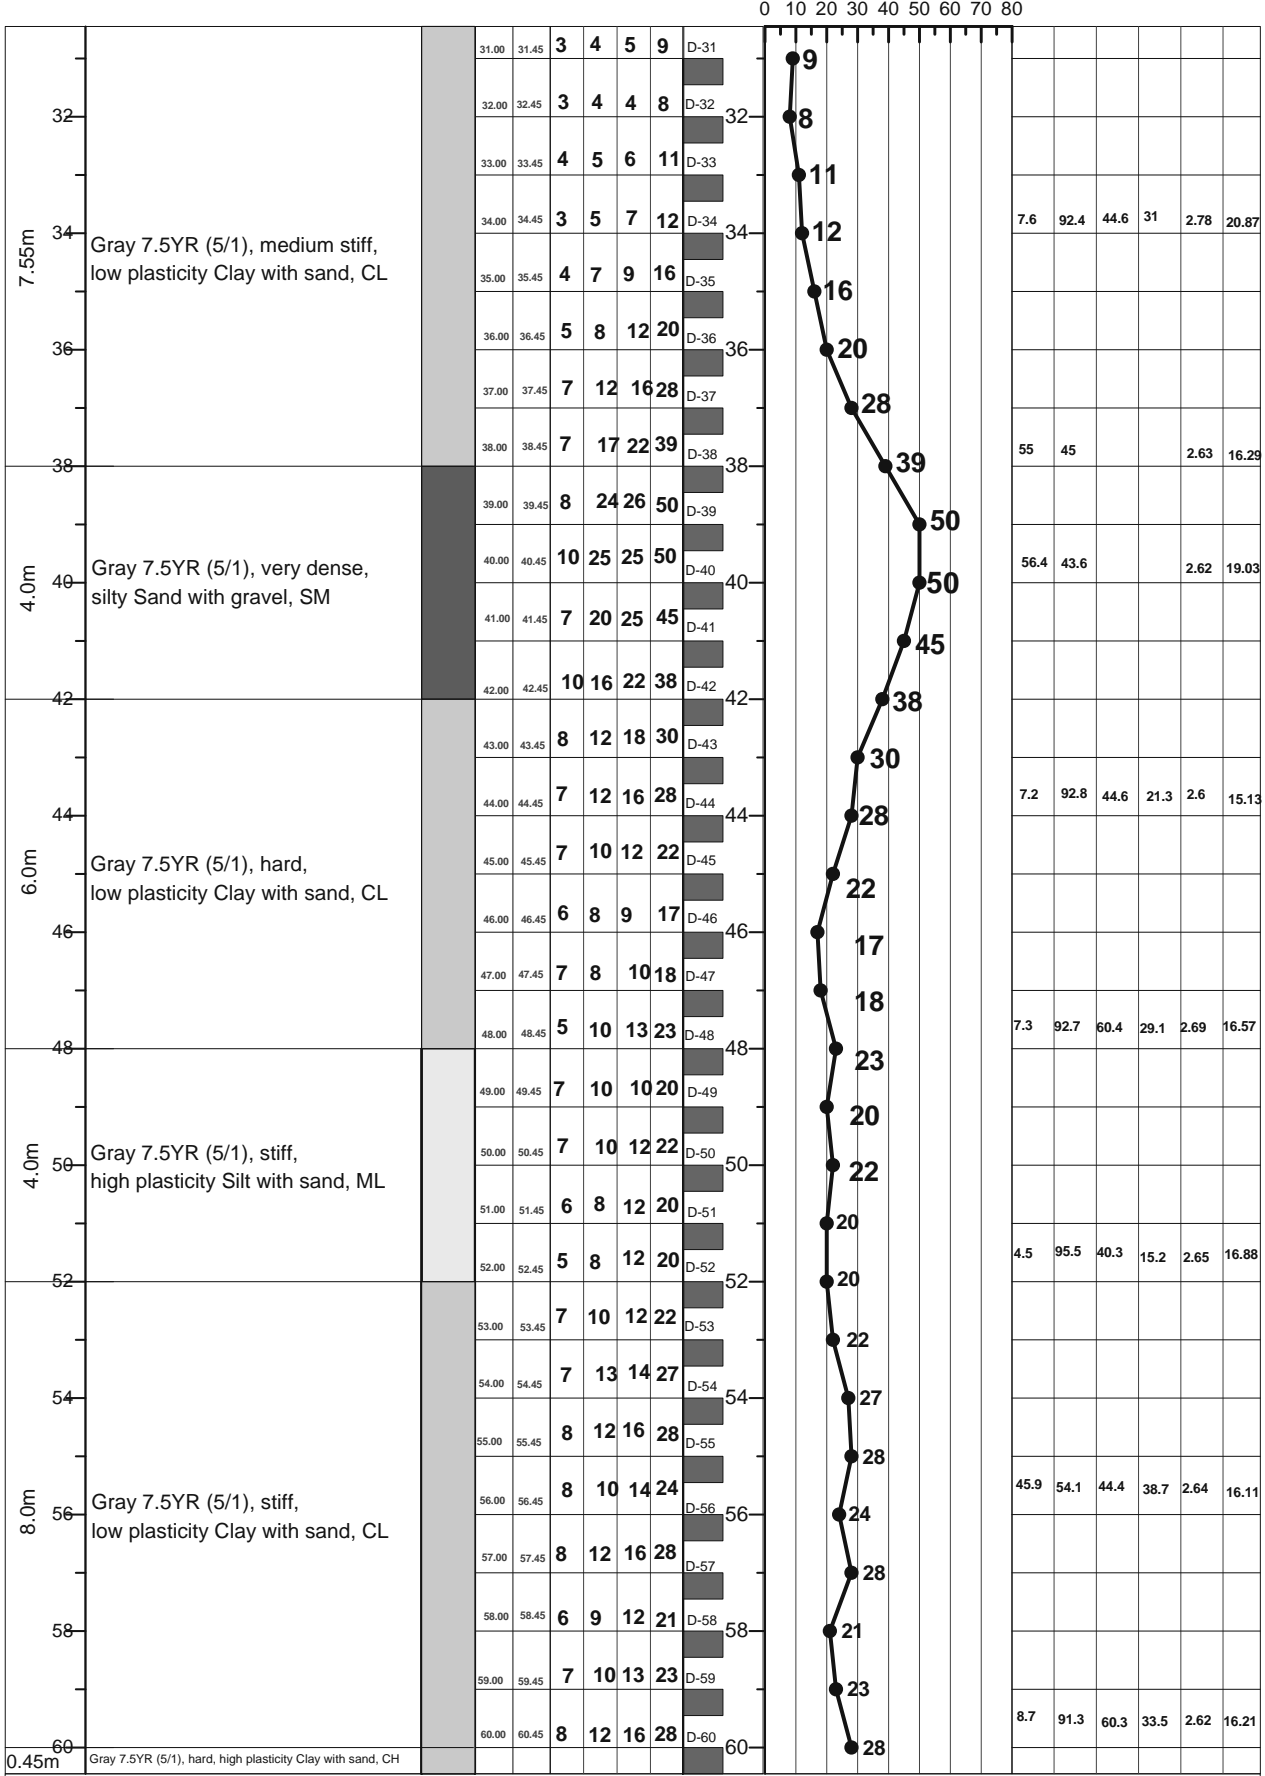 0 10 20 30 40 50 60 70 80
31.00 31.45 3 4 5 9 D-31 9
32 32.00 32.45 3 4 4 8 D-32 32 8
33.00 33.45 4 5 6 11 D-33 11
34 34.00 34.45 3 5 7 12 D-34 34 12 7.6 92.4 44.6 31 2.78 20.87
7.55m
Gray 7.5YR (5/1), medium stiff,
low plasticity Clay with sand, CL
35.00 35.45 4 7 9 16 D-35 16
36 36.00 36.45 5 8 12 20 D-36 36 20
37.00 37.45 7 12 16 28 D-37 28
38 38.00 38.45 7 17 22 39 D-38 38 39 55 45 2.63 16.29
39.00 39.45 8 24 26 50 D-39 50
4.0m
Gray 7.5YR (5/1), very dense,
silty Sand with gravel, SM
40 40.00 40.45 10 25 25 50 D-40 40 50 56.4 43.6 2.62 19.03
41.00 41.45 7 20 25 45 D-41 45
42 42.00 42.45 10 16 22 38 D-42 42 38
43.00 43.45 8 12 18 30 D-43 30
44 44.00 44.45 7 12 16 28 D-44 44 28 7.2 92.8 44.6 21.3 2.6 15.13
6.0m
Gray 7.5YR (5/1), hard,
low plasticity Clay with sand, CL
45.00 45.45 7 10 12 22 D-45 22
46 46.00 46.45 6 8 9 17 D-46 46 17
47.00 47.45 7 8 10 18 D-47 18
48 48.00 48.45 5 10 13 23 D-48 48 23 7.3 92.7 60.4 29.1 2.69 16.57
49.00 49.45 7 10 10 20 D-49 20
4.0m
Gray 7.5YR (5/1), stiff,
high plasticity Silt with sand, ML
50 50.00 50.45 7 10 12 22 D-50 50 22
51.00 51.45 6 8 12 20 D-51 20
52 52.00 52.45 5 8 12 20 D-52 52 20 4.5 95.5 40.3 15.2 2.65 16.88
53.00 53.45 7 10 12 22 D-53 22
54 54.00 54.45 7 13 14 27 D-54 54 27
55.00 55.45 8 12 16 28 D-55 28
8.0m
Gray 7.5YR (5/1), stiff,
low plasticity Clay with sand, CL
56 56.00 56.45 8 10 14 24 D-56 56 24 45.9 54.1 44.4 38.7 2.64 16.11
57.00 57.45 8 12 16 28 D-57 28
58 58.00 58.45 6 9 12 21 D-58 58 21
59.00 59.45 7 10 13 23 D-59 23
60 60.00 60.45 8 12 16 28 D-60 60 28 8.7 91.3 60.3 33.5 2.62 16.21
0.45m Gray 7.5YR (5/1), hard, high plasticity Clay with sand, CH